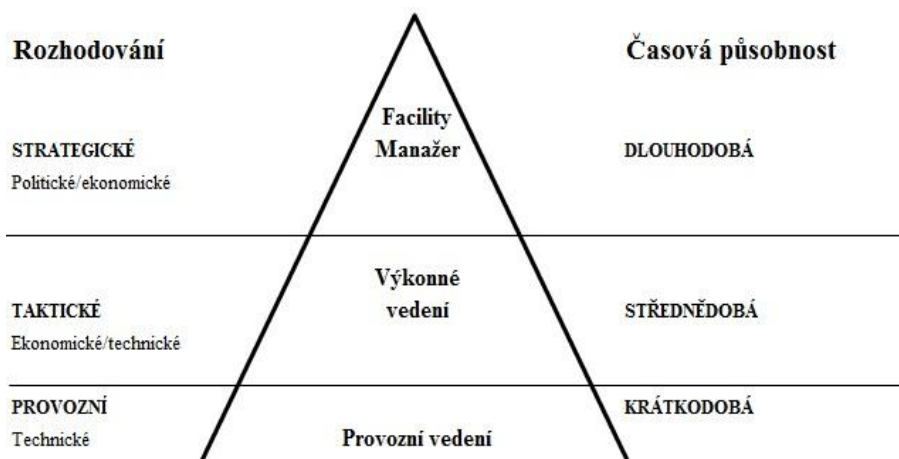 Rozhodování
Časová působnost
Facility
Manažer
STRATEGICKÉ
Politické/ekonomické
DLOUHODOBÁ
Výkonné
vedení
TAKTICKÉ
Ekonomické/technické
STŘEDNĚDOBÁ
PROVOZNÍ
Technické
Provozní vedení
KRÁTKODOBÁ